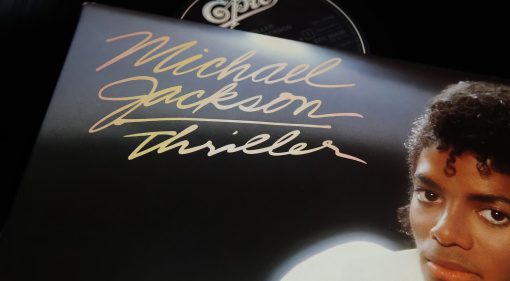 Epic
Michael
Jackson
Thriller